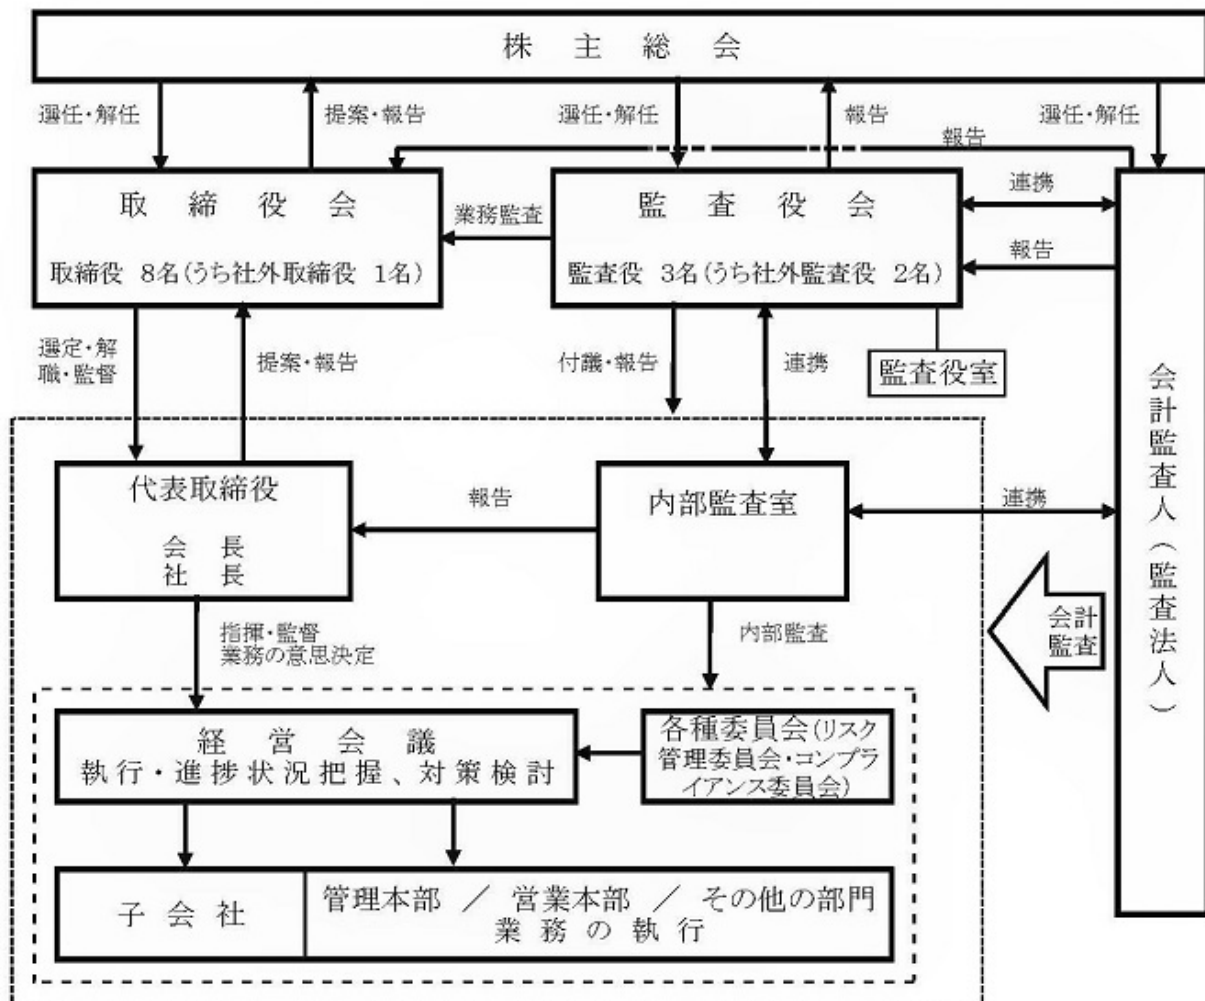 株主総会
選任・解任
提案・報告
選任・解任
報告
選任・解任
報告
取締役会
取締役 8名(うち社外取締役 1名)
業務監査
監査役会
監査役 3名(うち社外監査役 2名)
連携
報告
選定・解
職・監督
提案・報告
付議・報告
連携
監査役室
会計監査人(監査法人)
代表取締役
会長
社長
報告
内部監査室
連携
会計
監査
指揮・監督
業務の意思決定
内部監査
経営会議
執行・進捗状況把握、対策検討
各種委員会(リスク
管理委員会・コンプラ
イアンス委員会)
子会社
管理本部 / 営業本部 / その他の部門
業務の執行